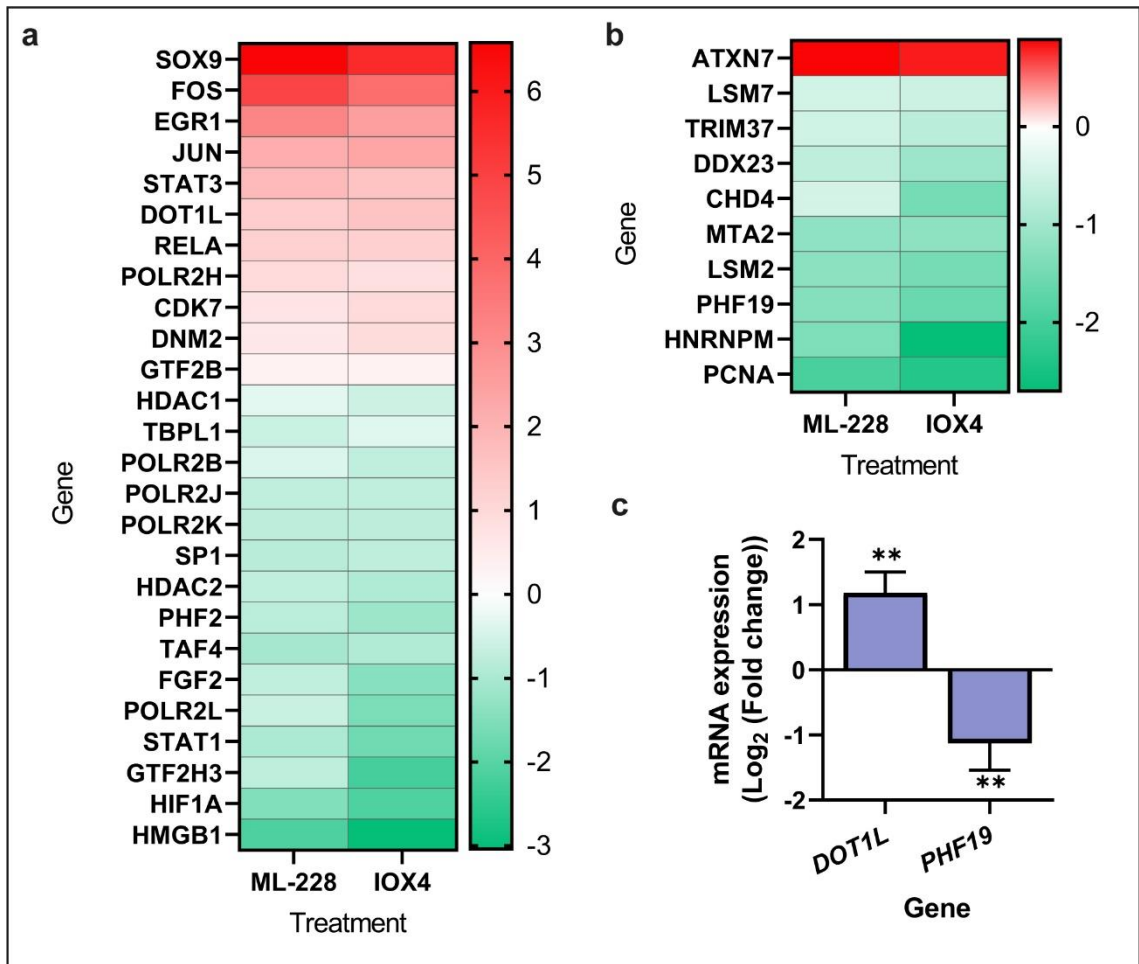 a
Gene
SOX9
FOS
EGR1
JUN
STAT3
DOT1L
RELA
POLR2H
CDK7
DNM2
GTF2B
HDAC1
TBPL1
POLR2B
POLR2J
POLR2K
SP1
HDAC2
PHF2
TAF4
FGF2
POLR2L
STAT1
GTF2H3
HIF1A
HMGB1
6
5
4
3
2
1
0
-1
-2
-3
ML-228 IOX4
Treatment
b
Gene
ATXN7
LSM7
TRIM37
DDX23
CHD4
MTA2
LSM2
PHF19
HNRNPM
PCNA
0
-1
-2
ML-228 IOX4
Treatment
c
mRNA expression
(Log₂ (Fold change))
2
1
0
-1
-2
**
**
DOT1L PHF19
Gene